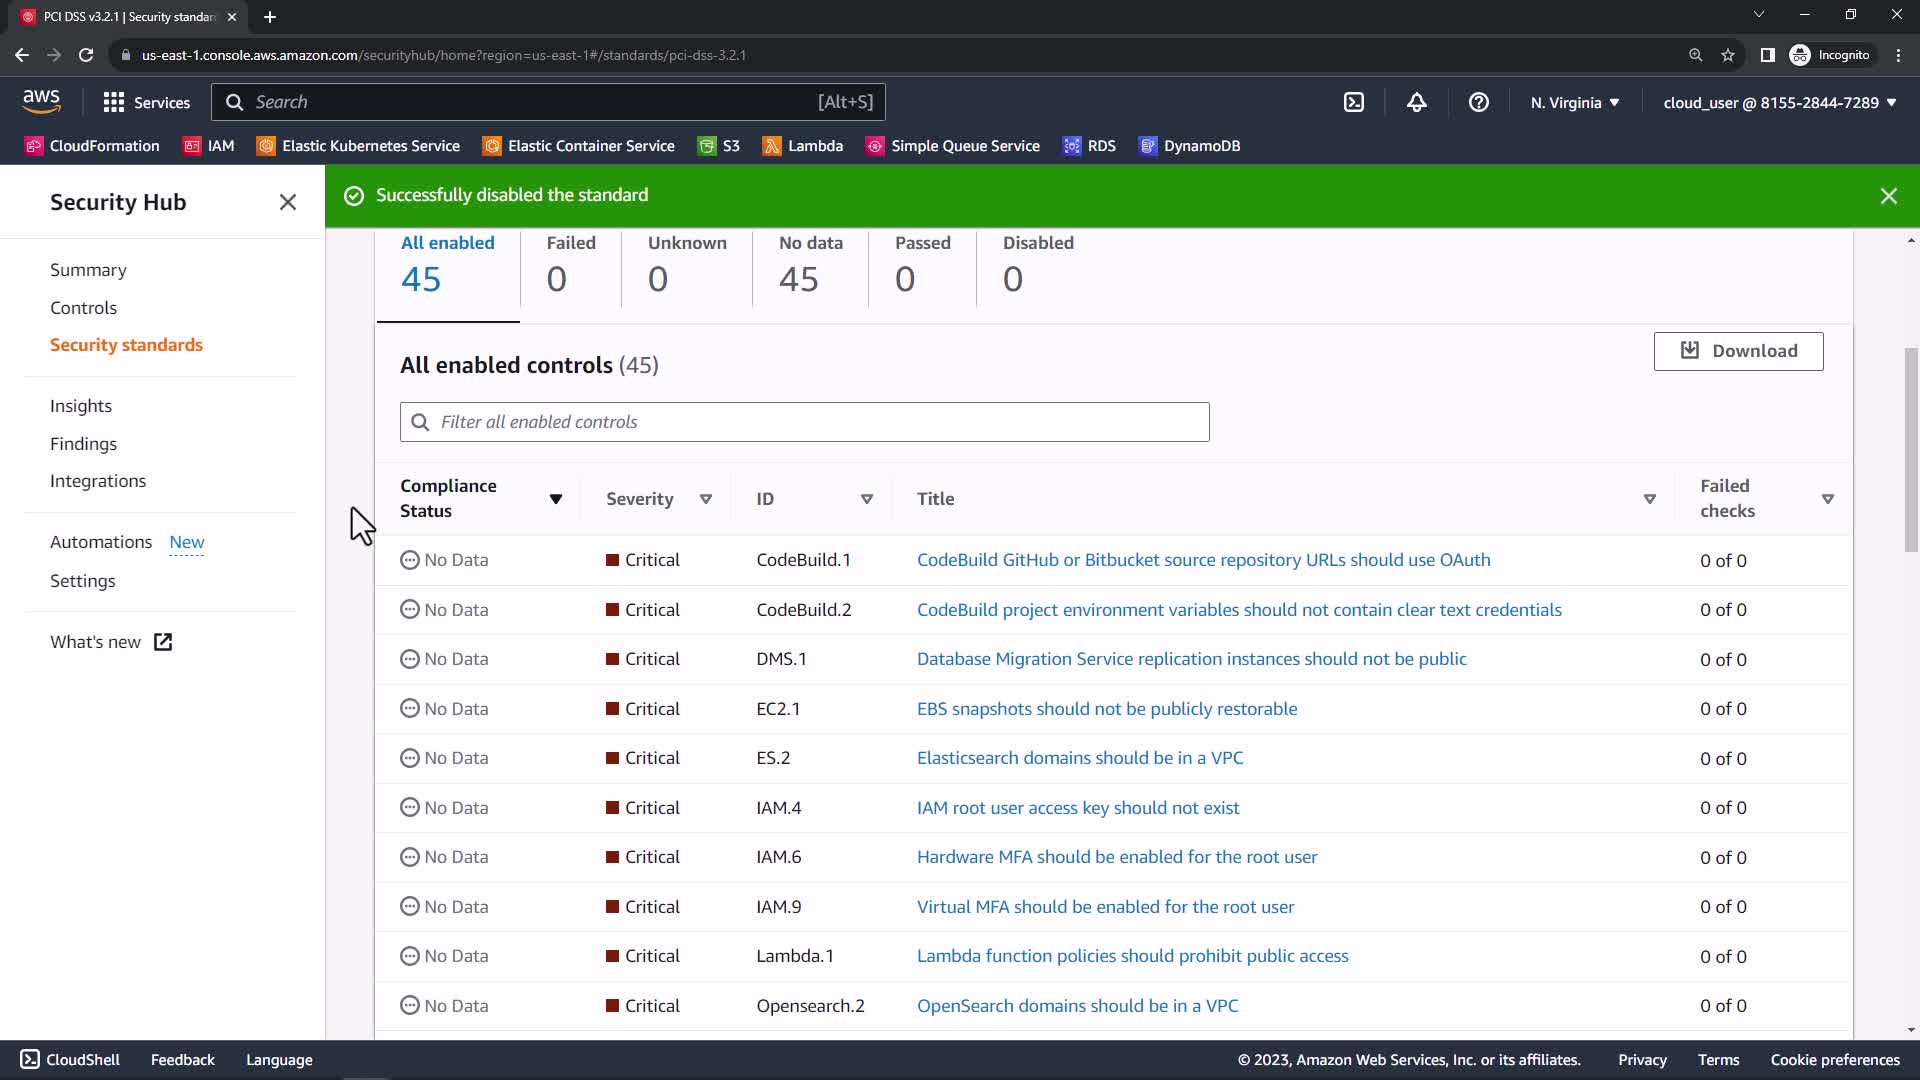 PCI DSS v3.2.1 | Security standar
us-east-1.console.aws.amazon.com/securityhub/home?region=us-east-1#/standards/pci-dss-3.2.1
Incognito
aws
Services
Search
[Alt+S]
N. Virginia
cloud_user @ 8155-2844-7289
CloudFormation
IAM
Elastic Kubernetes Service
Elastic Container Service
S3
Lambda
Simple Queue Service
RDS
DynamoDB
Security Hub
Summary
Controls
Security standards
Insights
Findings
Integrations
Automations New
Settings
What's new
Successfully disabled the standard
All enabled 45
Failed 0
Unknown 0
No data 45
Passed 0
Disabled 0
All enabled controls (45)
Download
Filter all enabled controls
Compliance Status Severity ID Title Failed checks
No Data Critical CodeBuild.1 CodeBuild GitHub or Bitbucket source repository URLs should use OAuth 0 of 0
No Data Critical CodeBuild.2 CodeBuild project environment variables should not contain clear text credentials 0 of 0
No Data Critical DMS.1 Database Migration Service replication instances should not be public 0 of 0
No Data Critical EC2.1 EBS snapshots should not be publicly restorable 0 of 0
No Data Critical ES.2 Elasticsearch domains should be in a VPC 0 of 0
No Data Critical IAM.4 IAM root user access key should not exist 0 of 0
No Data Critical IAM.6 Hardware MFA should be enabled for the root user 0 of 0
No Data Critical IAM.9 Virtual MFA should be enabled for the root user 0 of 0
No Data Critical Lambda.1 Lambda function policies should prohibit public access 0 of 0
No Data Critical Opensearch.2 OpenSearch domains should be in a VPC 0 of 0
CloudShell
Feedback
Language
© 2023, Amazon Web Services, Inc. or its affiliates.
Privacy
Terms
Cookie preferences